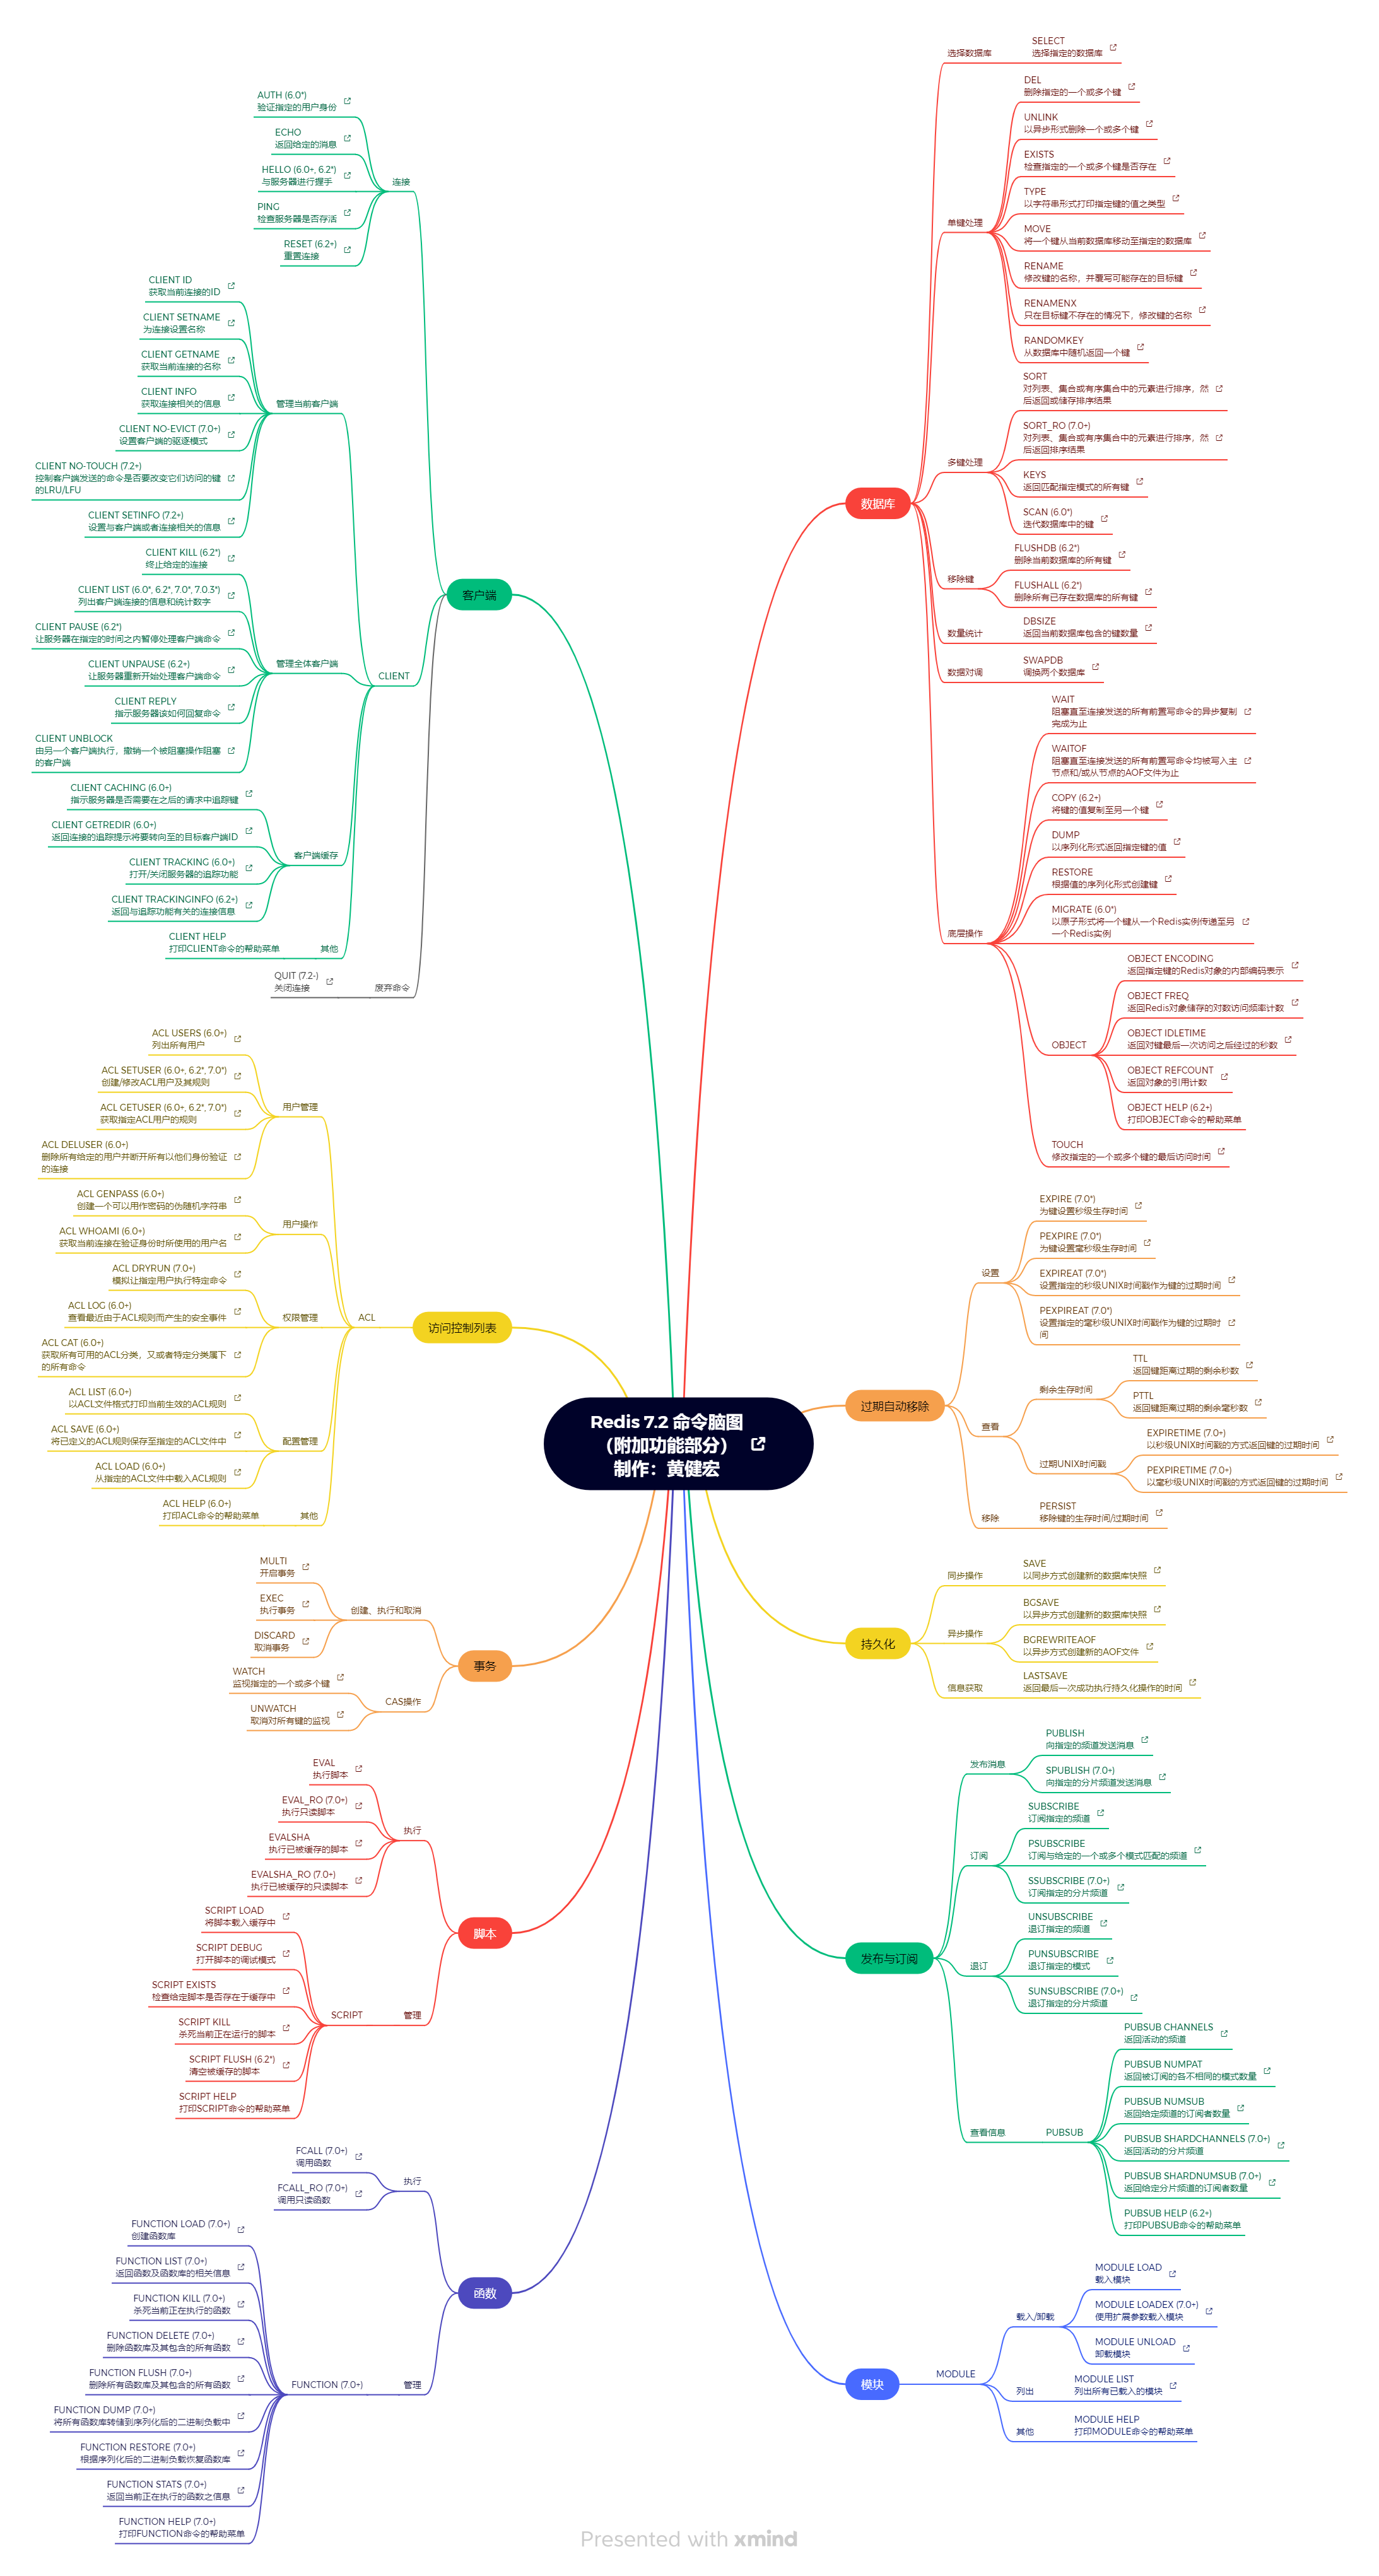 Redis 7.2 命令脑图
（附加功能部分）
制作：黄健宏
数据库
选择数据库
SELECT
选择指定的数据库
单键处理
DEL
删除指定的一个或多个键
UNLINK
以异步形式删除一个或多个键
EXISTS
检查指定的一个或多个键是否存在
TYPE
以字符串形式打印指定键的值之类型
MOVE
将一个键从当前数据库移动至指定的数据库
RENAME
修改键的名称，并覆写可能存在的目标键
RENAMENX
只在目标键不存在的情况下，修改键的名称
RANDOMKEY
从数据库中随机返回一个键
多键处理
SORT
对列表、集合或有序集合中的元素进行排序，然
后返回或储存排序结果
SORT_RO (7.0+)
对列表、集合或有序集合中的元素进行排序，然
后返回排序结果
KEYS
返回匹配指定模式的所有键
SCAN (6.0*)
迭代数据库中的键
移除键
FLUSHDB (6.2*)
删除当前数据库的所有键
FLUSHALL (6.2*)
删除所有已存在数据库的所有键
数量统计
DBSIZE
返回当前数据库包含的键数量
数据对调
SWAPDB
调换两个数据库
底层操作
WAIT
阻塞直至连接发送的所有前置写命令的异步复制
完成为止
WAITOF
阻塞直至连接发送的所有前置写命令均被写入主
节点和/或从节点的AOF文件为止
COPY (6.2+)
将键的值复制至另一个键
DUMP
以序列化形式返回指定键的值
RESTORE
根据值的序列化形式创建键
MIGRATE (6.0*)
以原子形式将一个键从一个Redis实例传递至另
一个Redis实例
OBJECT
OBJECT ENCODING
返回指定键的Redis对象的内部编码表示
OBJECT FREQ
返回Redis对象储存的对数访问频率计数
OBJECT IDLETIME
返回对键最后一次访问之后经过的秒数
OBJECT REFCOUNT
返回对象的引用计数
OBJECT HELP (6.2+)
打印OBJECT命令的帮助菜单
TOUCH
修改指定的一个或多个键的最后访问时间
过期自动移除
设置
EXPIRE (7.0*)
为键设置秒级生存时间
PEXPIRE (7.0*)
为键设置毫秒级生存时间
EXPIREAT (7.0*)
设置指定的秒级UNIX时间戳作为键的过期时间
PEXPIREAT (7.0*)
设置指定的毫秒级UNIX时间戳作为键的过期时
间
查看
剩余生存时间
TTL
返回键距离过期的剩余秒数
PTTL
返回键距离过期的剩余毫秒数
过期UNIX时间戳
EXPIRETIME (7.0+)
以秒级UNIX时间戳的方式返回键的过期时间
PEXPIRETIME (7.0+)
以毫秒级UNIX时间戳的方式返回键的过期时间
移除
PERSIST
移除键的生存时间/过期时间
持久化
同步操作
SAVE
以同步方式创建新的数据库快照
异步操作
BGSAVE
以异步方式创建新的数据库快照
BGREWRITEAOF
以异步方式创建新的AOF文件
信息获取
LASTSAVE
返回最后一次成功执行持久化操作的时间
发布与订阅
发布消息
PUBLISH
向指定的频道发送消息
SPUBLISH (7.0+)
向指定的分片频道发送消息
订阅
SUBSCRIBE
订阅指定的频道
PSUBSCRIBE
订阅与给定的一个或多个模式匹配的频道
SSUBSCRIBE (7.0+)
订阅指定的分片频道
退订
UNSUBSCRIBE
退订指定的频道
PUNSUBSCRIBE
退订指定的模式
SUNSUBSCRIBE (7.0+)
退订指定的分片频道
查看信息
PUBSUB
PUBSUB CHANNELS
返回活动的频道
PUBSUB NUMPAT
返回被订阅的各不相同的模式数量
PUBSUB NUMSUB
返回给定频道的订阅者数量
PUBSUB SHARDCHANNELS (7.0+)
返回活动的分片频道
PUBSUB SHARDNUMSUB (7.0+)
返回给定分片频道的订阅者数量
PUBSUB HELP (6.2+)
打印PUBSUB命令的帮助菜单
模块
MODULE
载入/卸载
MODULE LOAD
载入模块
MODULE LOADEX (7.0+)
使用扩展参数载入模块
MODULE UNLOAD
卸载模块
列出
MODULE LIST
列出所有已载入的模块
其他
MODULE HELP
打印MODULE命令的帮助菜单
客户端
连接
AUTH (6.0*)
验证指定的用户身份
ECHO
返回给定的消息
HELLO (6.0+, 6.2*)
与服务器进行握手
PING
检查服务器是否存活
RESET (6.2+)
重置连接
CLIENT
管理当前客户端
CLIENT ID
获取当前连接的ID
CLIENT SETNAME
为连接设置名称
CLIENT GETNAME
获取当前连接的名称
CLIENT INFO
获取连接相关的信息
CLIENT NO-EVICT (7.0+)
设置客户端的驱逐模式
CLIENT NO-TOUCH (7.2+)
控制客户端发送的命令是否要改变它们访问的键
的LRU/LFU
CLIENT SETINFO (7.2+)
设置与客户端或者连接相关的信息
管理全体客户端
CLIENT KILL (6.2*)
终止给定的连接
CLIENT LIST (6.0*, 6.2*, 7.0*, 7.0.3*)
列出客户端连接的信息和统计数字
CLIENT PAUSE (6.2*)
让服务器在指定的时间之内暂停处理客户端命令
CLIENT UNPAUSE (6.2+)
让服务器重新开始处理客户端命令
CLIENT REPLY
指示服务器该如何回复命令
CLIENT UNBLOCK
由另一个客户端执行，撤销一个被阻塞操作阻塞
的客户端
客户端缓存
CLIENT CACHING (6.0+)
指示服务器是否需要在之后的请求中追踪键
CLIENT GETREDIR (6.0+)
返回连接的追踪提示将要转向至的目标客户端ID
CLIENT TRACKING (6.0+)
打开/关闭服务器的追踪功能
CLIENT TRACKINGINFO (6.2+)
返回与追踪功能有关的连接信息
其他
CLIENT HELP
打印CLIENT命令的帮助菜单
废弃命令
QUIT (7.2-)
关闭连接
访问控制列表
ACL
用户管理
ACL USERS (6.0+)
列出所有用户
ACL SETUSER (6.0+, 6.2*, 7.0*)
创建/修改ACL用户及其规则
ACL GETUSER (6.0+, 6.2*, 7.0*)
获取指定ACL用户的规则
ACL DELUSER (6.0+)
删除所有给定的用户并断开所有以他们身份验证
的连接
用户操作
ACL GENPASS (6.0+)
创建一个可以用作密码的伪随机字符串
ACL WHOAMI (6.0+)
获取当前连接在验证身份时所使用的用户名
权限管理
ACL DRYRUN (7.0+)
模拟让指定用户执行特定命令
ACL LOG (6.0+)
查看最近由于ACL规则而产生的安全事件
ACL CAT (6.0+)
获取所有可用的ACL分类，又或者特定分类属下
的所有命令
配置管理
ACL LIST (6.0+)
以ACL文件格式打印当前生效的ACL规则
ACL SAVE (6.0+)
将已定义的ACL规则保存至指定的ACL文件中
ACL LOAD (6.0+)
从指定的ACL文件中载入ACL规则
其他
ACL HELP (6.0+)
打印ACL命令的帮助菜单
事务
创建、执行和取消
MULTI
开启事务
EXEC
执行事务
DISCARD
取消事务
CAS操作
WATCH
监视指定的一个或多个键
UNWATCH
取消对所有键的监视
脚本
执行
EVAL
执行脚本
EVAL_RO (7.0+)
执行只读脚本
EVALSHA
执行已被缓存的脚本
EVALSHA_RO (7.0+)
执行已被缓存的只读脚本
管理
SCRIPT
SCRIPT LOAD
将脚本载入缓存中
SCRIPT DEBUG
打开脚本的调试模式
SCRIPT EXISTS
检查给定脚本是否存在于缓存中
SCRIPT KILL
杀死当前正在运行的脚本
SCRIPT FLUSH (6.2*)
清空被缓存的脚本
SCRIPT HELP
打印SCRIPT命令的帮助菜单
函数
执行
FCALL (7.0+)
调用函数
FCALL_RO (7.0+)
调用只读函数
管理
FUNCTION (7.0+)
FUNCTION LOAD (7.0+)
创建函数库
FUNCTION LIST (7.0+)
返回函数及函数库的相关信息
FUNCTION KILL (7.0+)
杀死当前正在执行的函数
FUNCTION DELETE (7.0+)
删除函数库及其包含的所有函数
FUNCTION FLUSH (7.0+)
删除所有函数库及其包含的所有函数
FUNCTION DUMP (7.0+)
将所有函数库转储到序列化后的二进制负载中
FUNCTION RESTORE (7.0+)
根据序列化后的二进制负载恢复函数库
FUNCTION STATS (7.0+)
返回当前正在执行的函数之信息
FUNCTION HELP (7.0+)
打印FUNCTION命令的帮助菜单
Presented with xmind